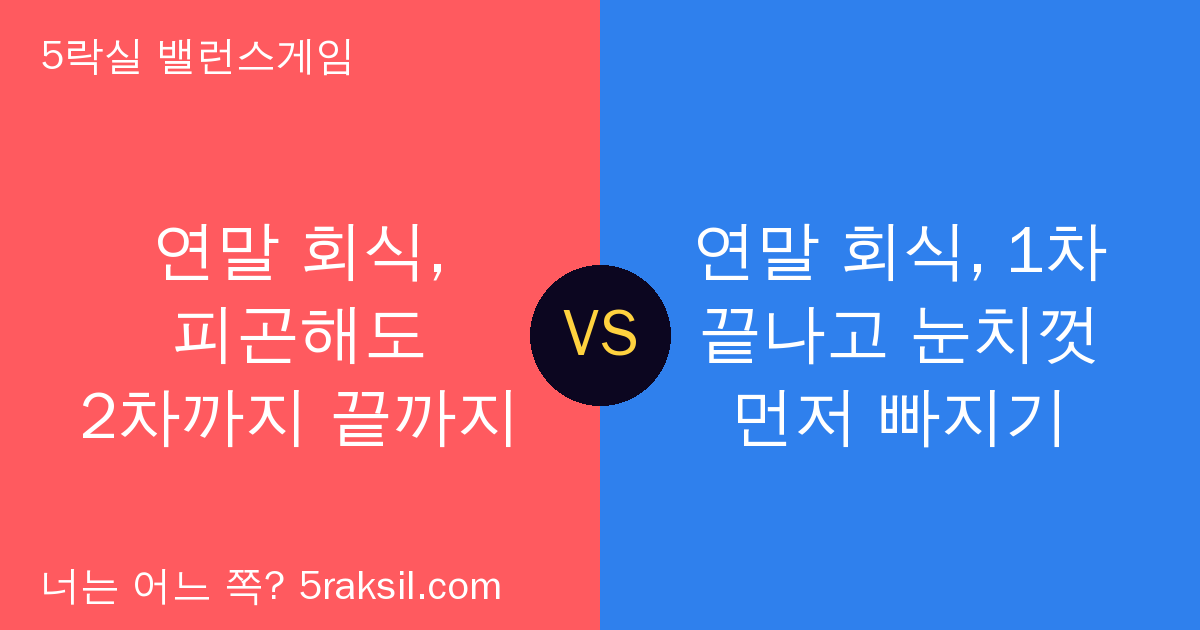 5락실 밸런스게임
연말 회식,
피곤해도
2차까지 끝까지
VS
연말 회식, 1차
끝나고 눈치껏
먼저 빠지기
너는 어느 쪽? 5raksil.com